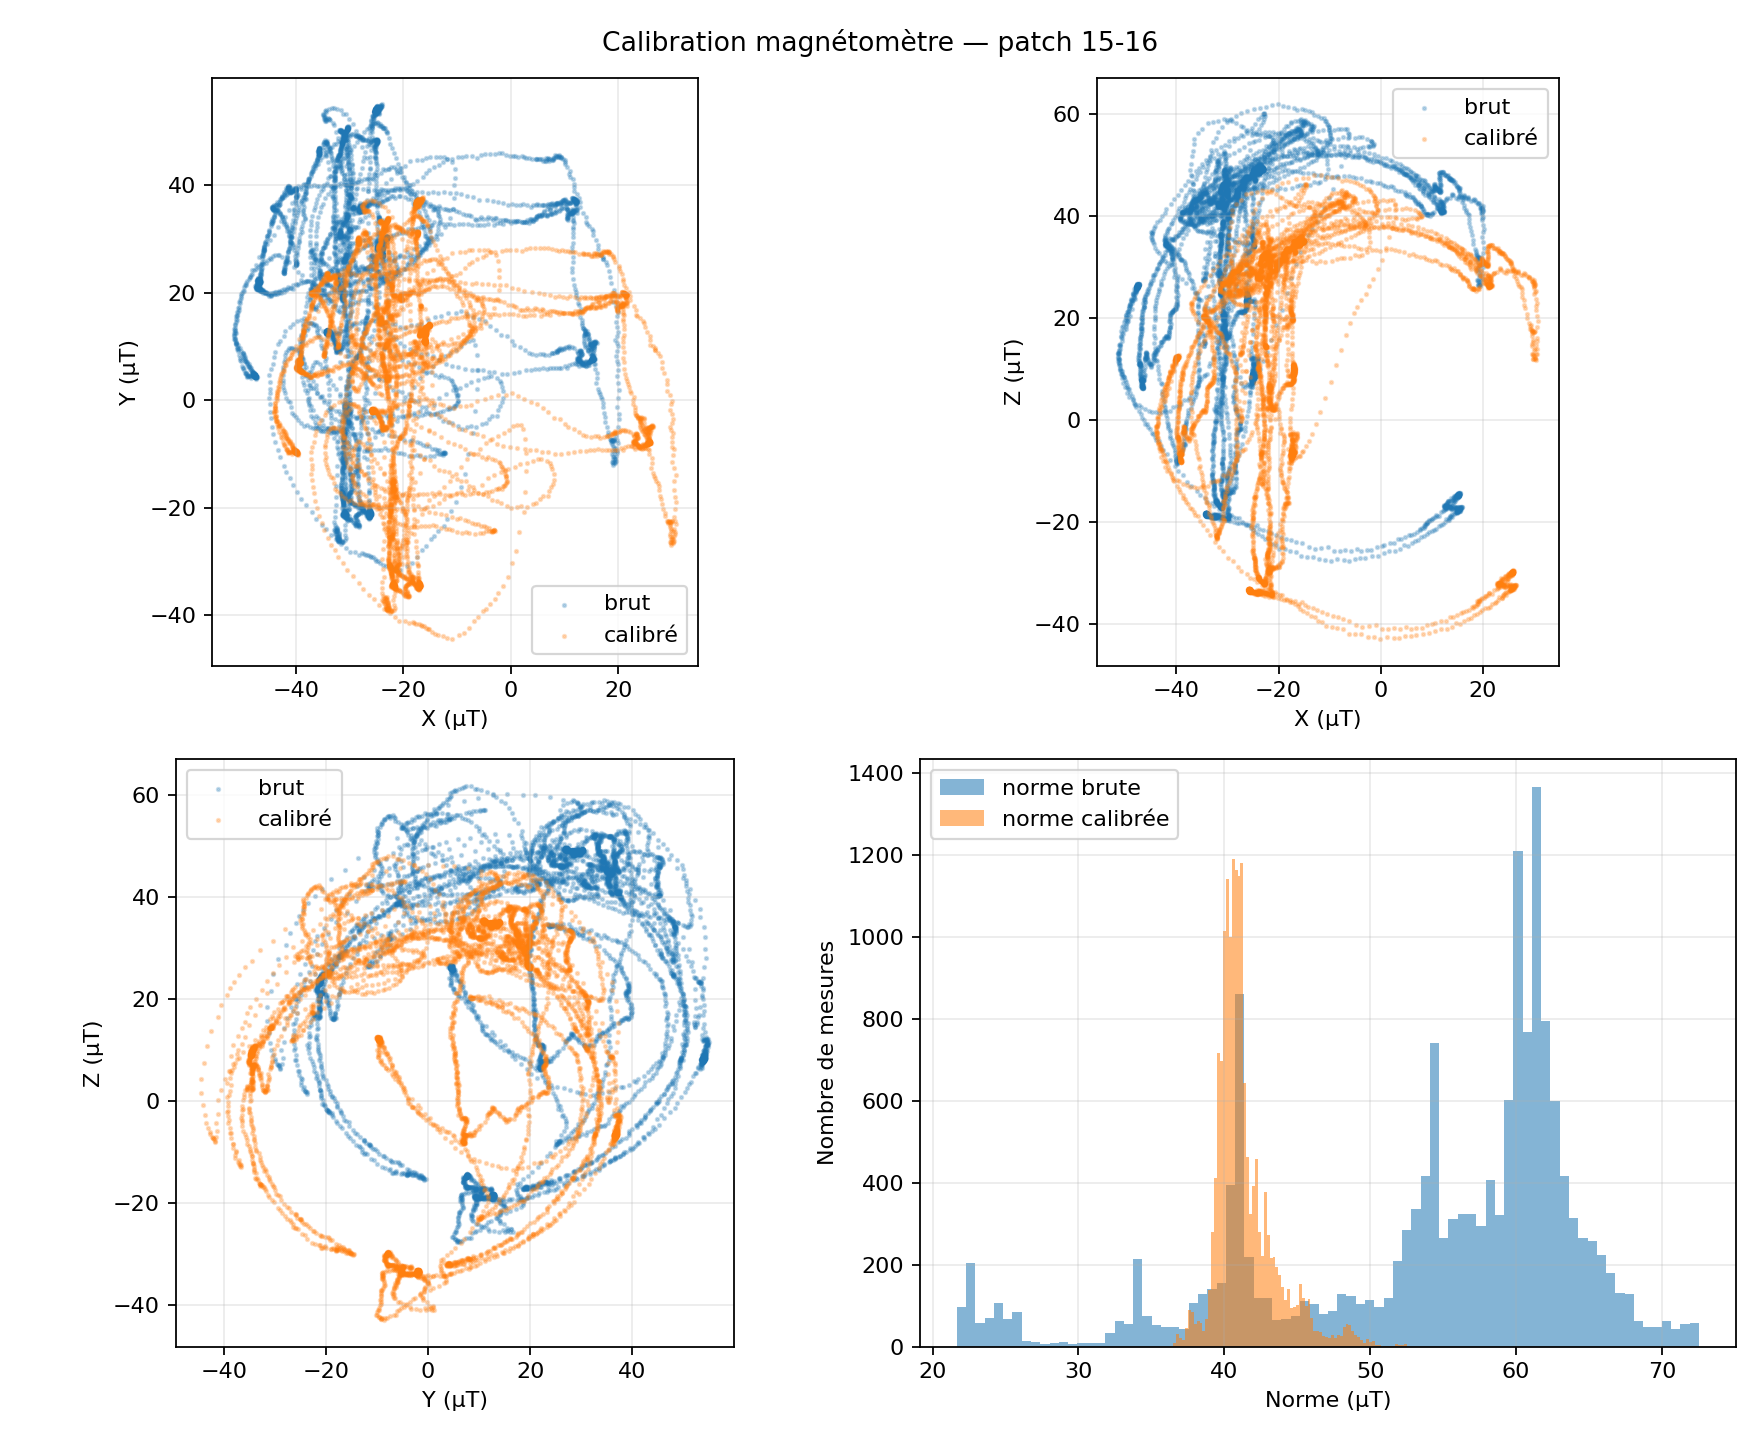 Calibration magnétomètre — patch 15-16
brut
calibré
40
20
0
−20
−40
Y (µT)
−40
−20
0
20
X (µT)
brut
calibré
60
40
20
0
−20
−40
Z (µT)
−40
−20
0
20
X (µT)
brut
calibré
60
40
20
0
−20
−40
Z (µT)
−40
−20
0
20
40
Y (µT)
norme brute
norme calibrée
1400
1200
1000
800
600
400
200
0
Nombre de mesures
20
30
40
50
60
70
Norme (µT)